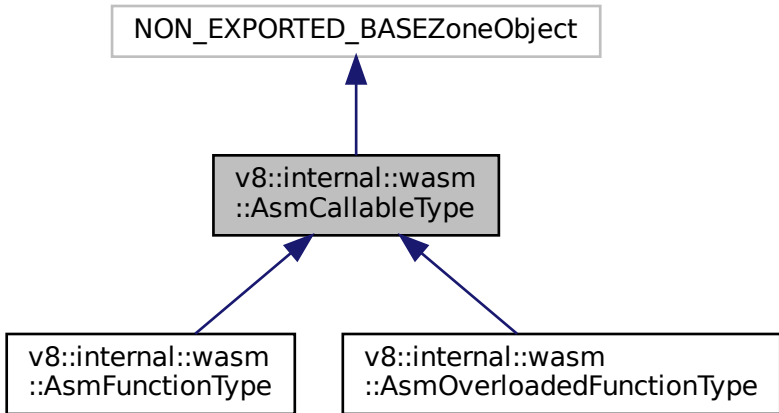 NON_EXPORTED_BASEZoneObject
v8::internal::wasm
::AsmCallableType
v8::internal::wasm
::AsmFunctionType
v8::internal::wasm
::AsmOverloadedFunctionType